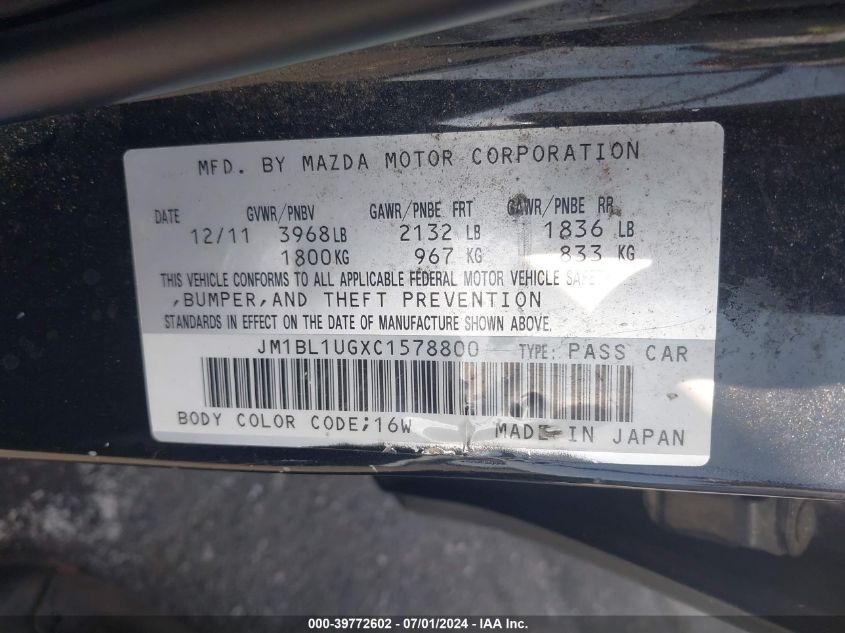 MFD. BY MAZDA MOTOR CORPORATION
DATE GVWR/PNBV GAWR/PNBE FRT GAWR/PNBE RR
12/11 3968LB 2132 LB 1836 LB
1800KG 967 KG 833 KG
THIS VEHICLE CONFORMS TO ALL APPLICABLE FEDERAL MOTOR VEHICLE SAFETY
,BUMPER,AND THEFT PREVENTION
STANDARDS IN EFFECT ON THE DATE OF MANUFACTURE SHOWN ABOVE.
JM1BL1UGXC1578800 TYPE: PASS CAR
BODY COLOR CODE;16W MADE IN JAPAN
000-39772602 - 07/01/2024 - IAA Inc.